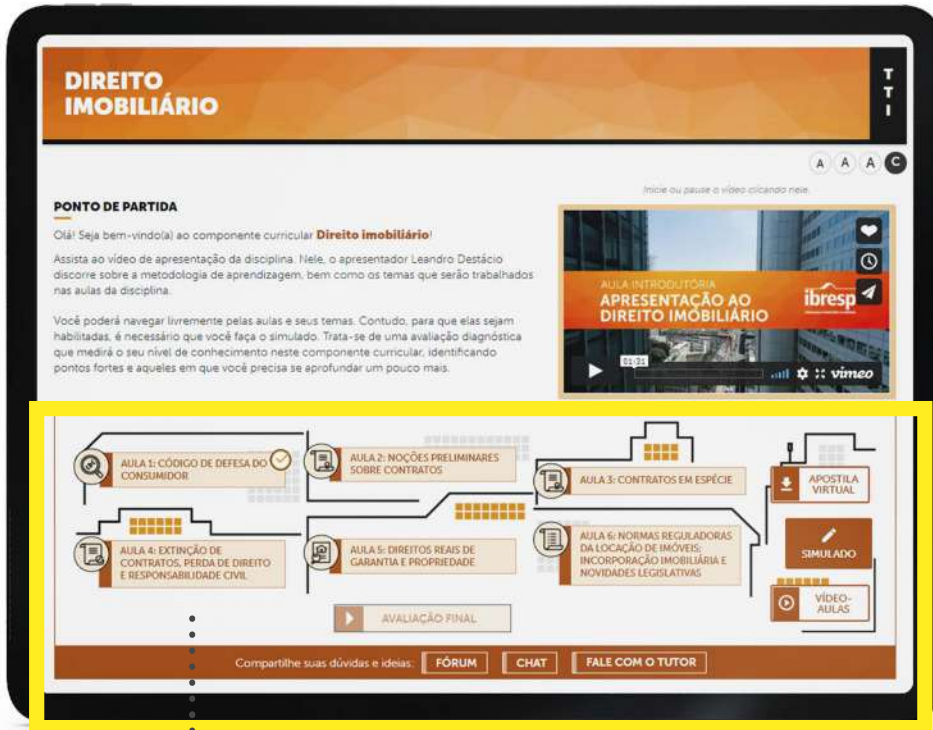 DIREITO
IMOBILIÁRIO
T
T
I
A A A C
Inicie ou pause o vídeo clicando nele.
PONTO DE PARTIDA
Olá! Seja bem-vindo(a) ao componente curricular Direito imobiliário!
Assista ao vídeo de apresentação da disciplina. Nele, o apresentador Leandro Destácio
discorre sobre a metodologia de aprendizagem, bem como os temas que serão trabalhados
nas aulas da disciplina.
Você poderá navegar livremente pelas aulas e seus temas. Contudo, para que elas sejam
habilitadas, é necessário que você faça o simulado. Trata-se de uma avaliação diagnóstica
que medirá o seu nível de conhecimento neste componente curricular, identificando
pontos fortes e aqueles em que você precisa se aprofundar um pouco mais.
AULA INTRODUTÓRIA
APRESENTAÇÃO AO
DIREITO IMOBILIÁRIO
ibresp
01:31
vimeo
AULA 1: CÓDIGO DE DEFESA DO
CONSUMIDOR
AULA 2: NOÇÕES PRELIMINARES
SOBRE CONTRATOS
AULA 3: CONTRATOS EM ESPÉCIE
APOSTILA
VIRTUAL
AULA 4: EXTINÇÃO DE
CONTRATOS, PERDA DE DIREITO
E RESPONSABILIDADE CIVIL
AULA 5: DIREITOS REAIS DE
GARANTIA E PROPRIEDADE
AULA 6: NORMAS REGULADORAS
DA LOCAÇÃO DE IMÓVEIS;
INCORPORAÇÃO IMOBILIÁRIA E
NOVIDADES LEGISLATIVAS
SIMULADO
VÍDEO-
AULAS
AVALIAÇÃO FINAL
Compartilhe suas dúvidas e ideias: FÓRUM CHAT FALE COM O TUTOR